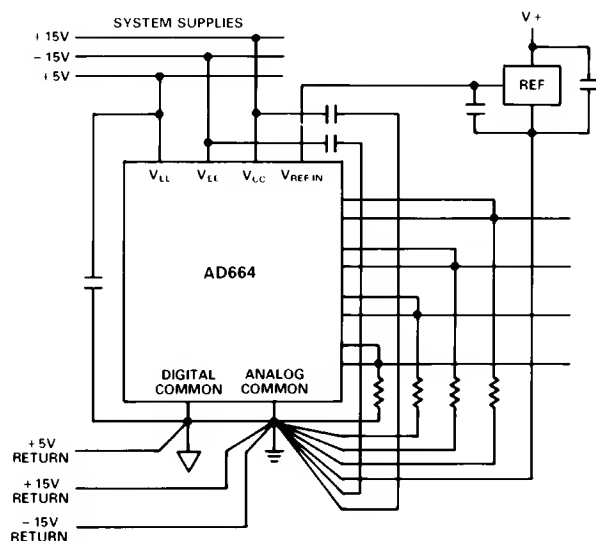 SYSTEM SUPPLIES
+ 15V
- 15V
+ 5V
V+
REF
VLL
VEE
VCC
VREF IN
AD664
DIGITAL
COMMON
ANALOG
COMMON
+ 5V
RETURN
+ 15V
RETURN
- 15V
RETURN